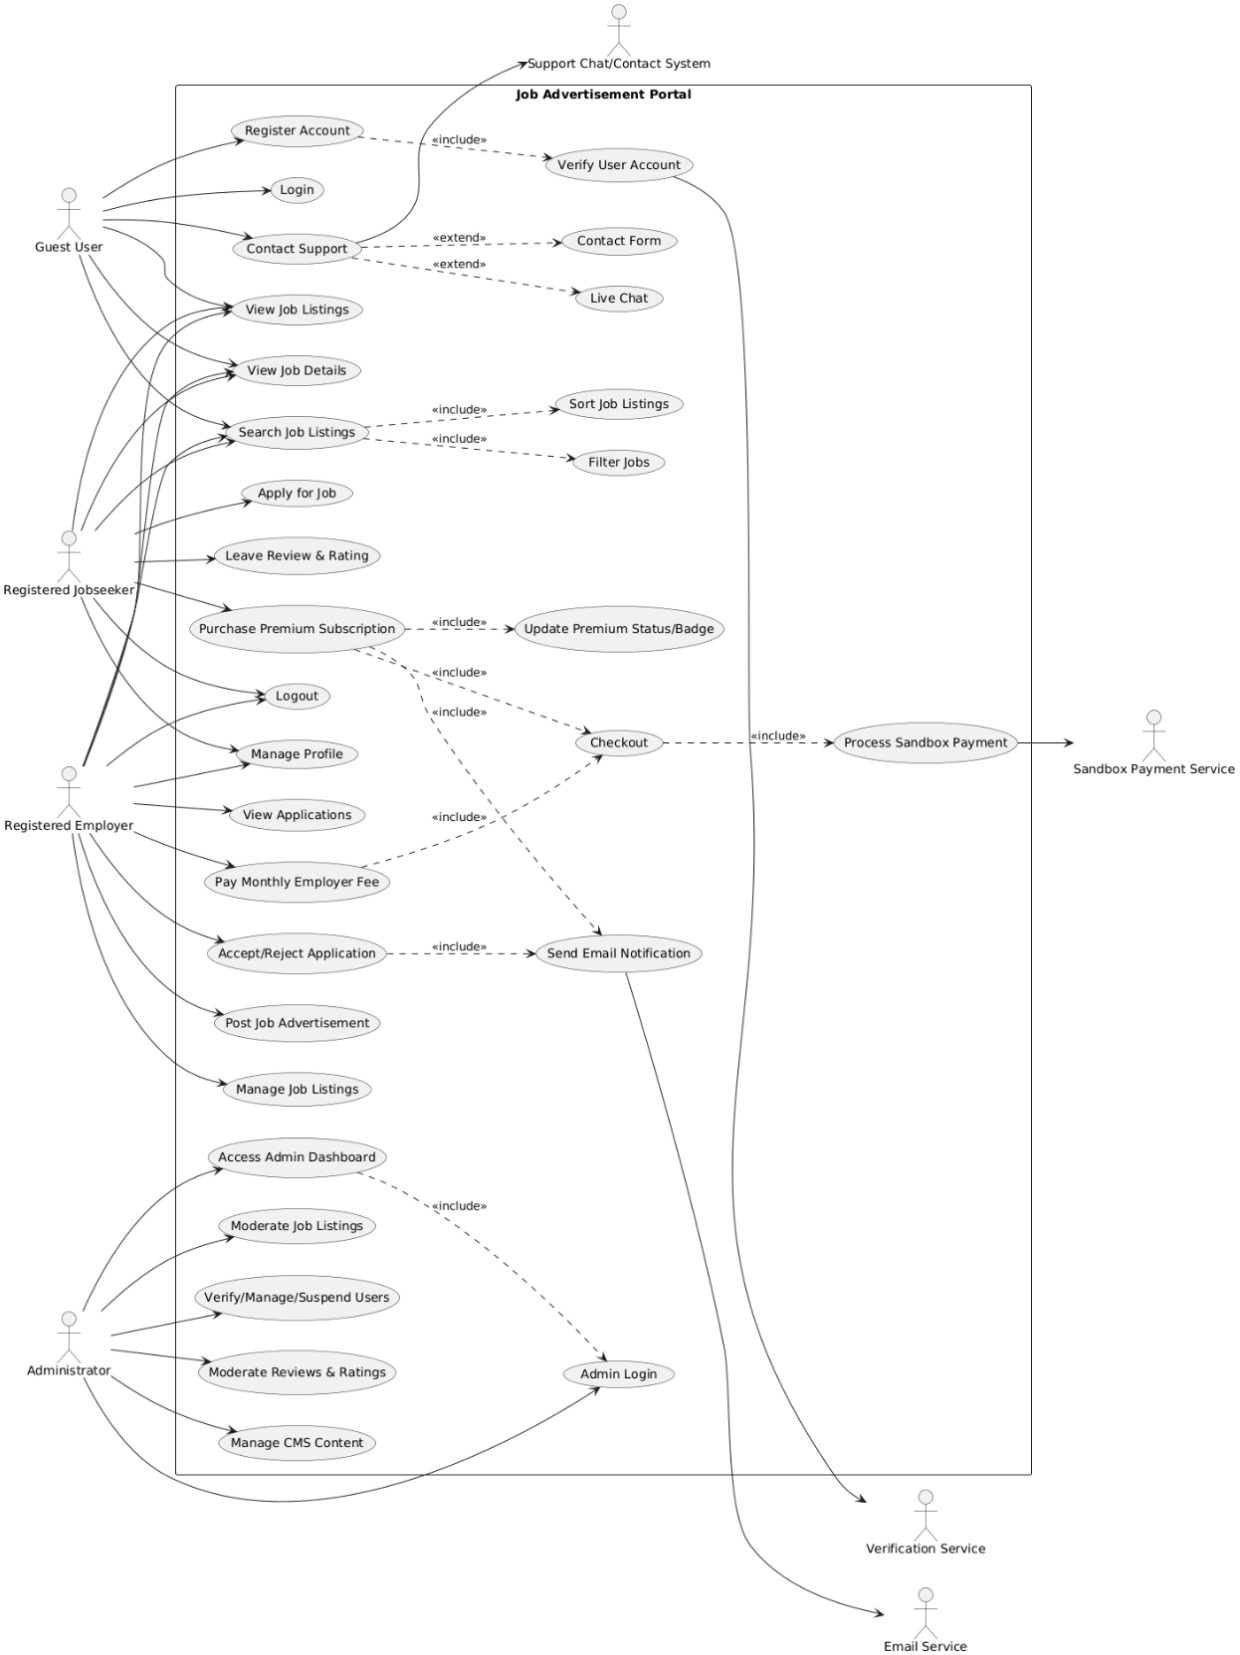 Support Chat/Contact System
Job Advertisement Portal
Register Account
«include»
Verify User Account
Login
Guest User
Contact Support
«extend»
Contact Form
«extend»
Live Chat
View Job Listings
View Job Details
Search Job Listings
«include»
Sort Job Listings
«include»
Filter Jobs
Apply for Job
Leave Review & Rating
Registered Jobseeker
Purchase Premium Subscription
«include»
Update Premium Status/Badge
«include»
«include»
Logout
Checkout
«include»
Process Sandbox Payment
Sandbox Payment Service
Manage Profile
View Applications
Registered Employer
«include»
Pay Monthly Employer Fee
Accept/Reject Application
«include»
Send Email Notification
Post Job Advertisement
Manage Job Listings
Access Admin Dashboard
«include»
Moderate Job Listings
Verify/Manage/Suspend Users
Administrator
Moderate Reviews & Ratings
Admin Login
Manage CMS Content
Verification Service
Email Service